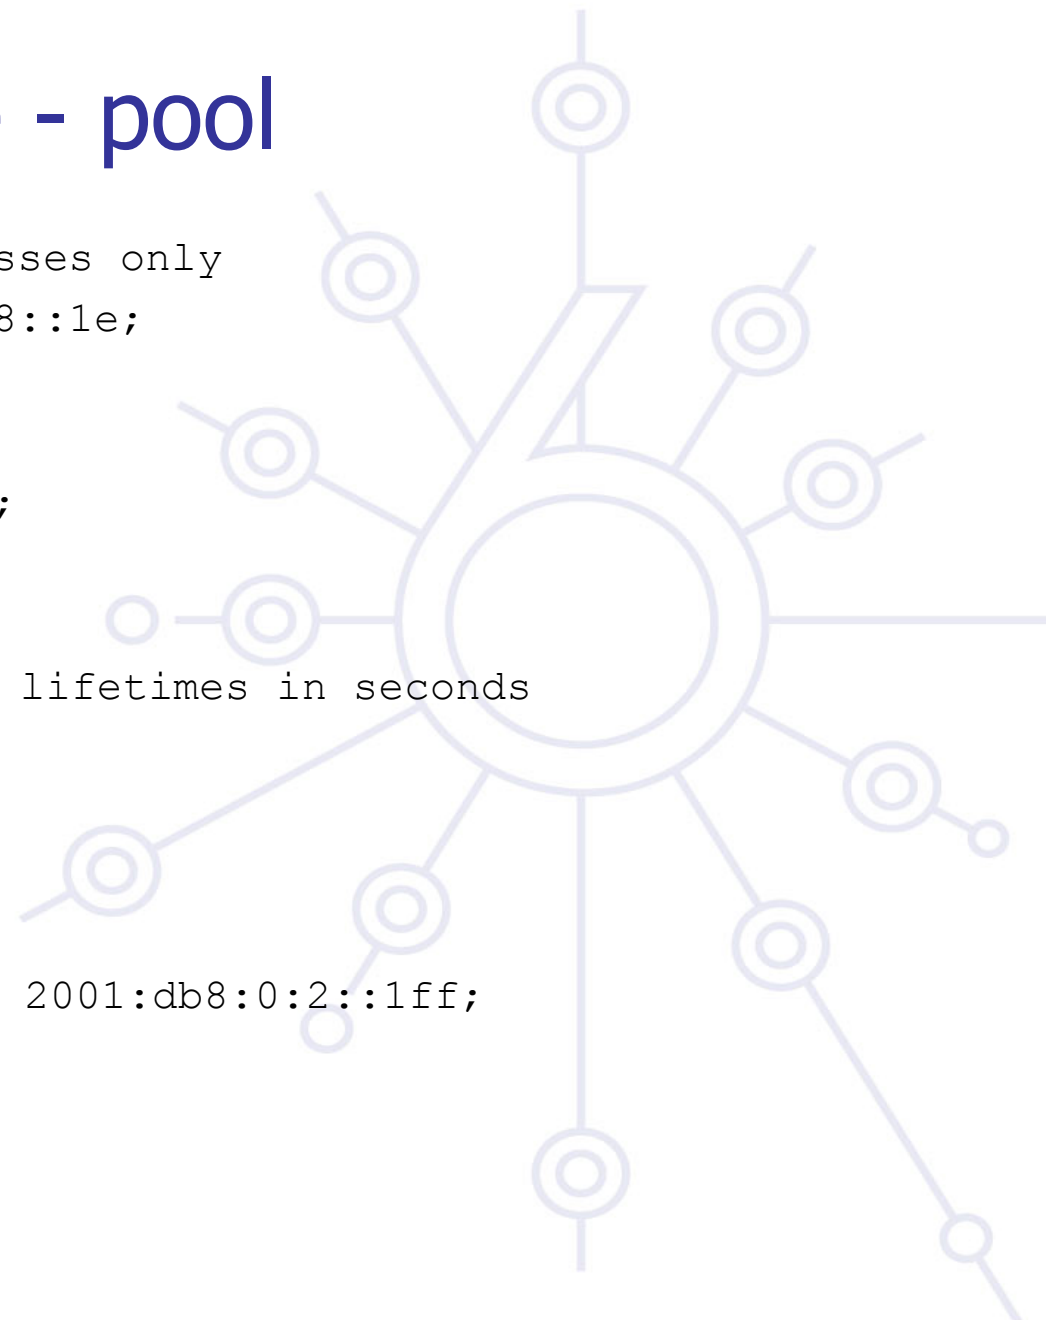 - pool
sses only
8::1e;
;
lifetimes in seconds
2001:db8:0:2::1ff;